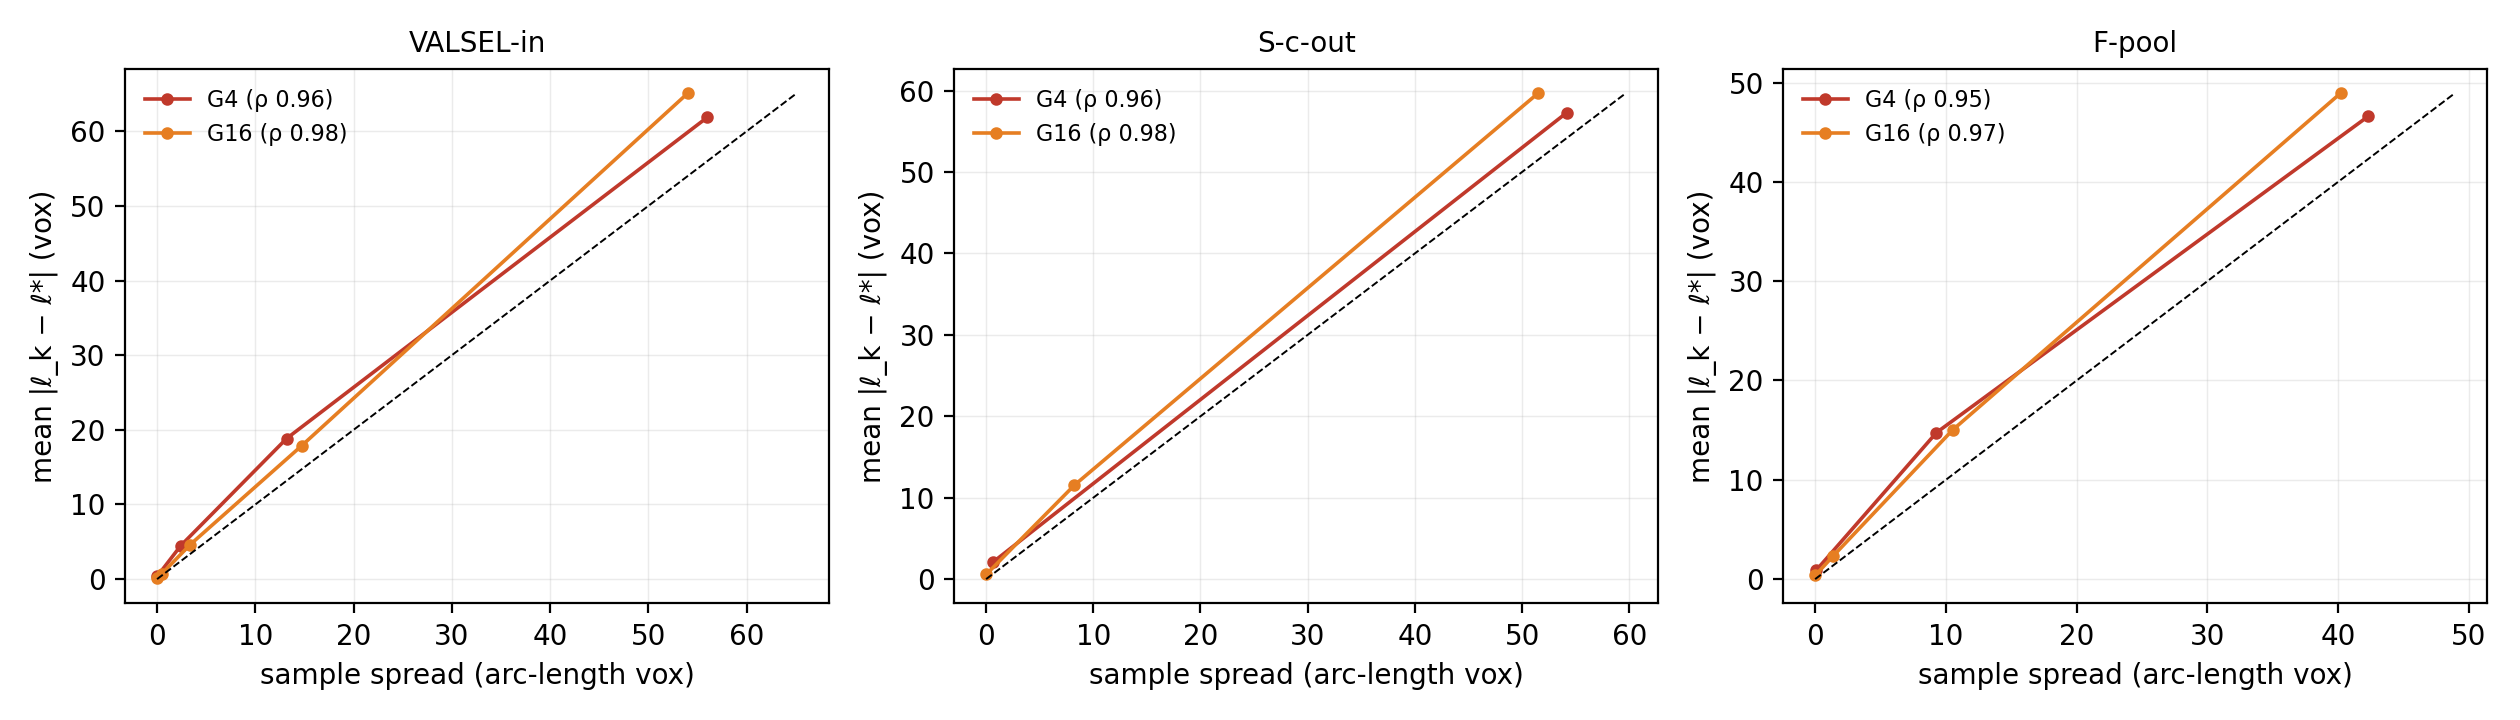 VALSEL-in
G4 (ρ 0.96)
G16 (ρ 0.98)
60
50
40
30
20
10
0
mean |ℓ_k − ℓ*| (vox)
0 10 20 30 40 50 60
sample spread (arc-length vox)
S-c-out
G4 (ρ 0.96)
G16 (ρ 0.98)
60
50
40
30
20
10
0
mean |ℓ_k − ℓ*| (vox)
0 10 20 30 40 50 60
sample spread (arc-length vox)
F-pool
G4 (ρ 0.95)
G16 (ρ 0.97)
50
40
30
20
10
0
mean |ℓ_k − ℓ*| (vox)
0 10 20 30 40 50
sample spread (arc-length vox)